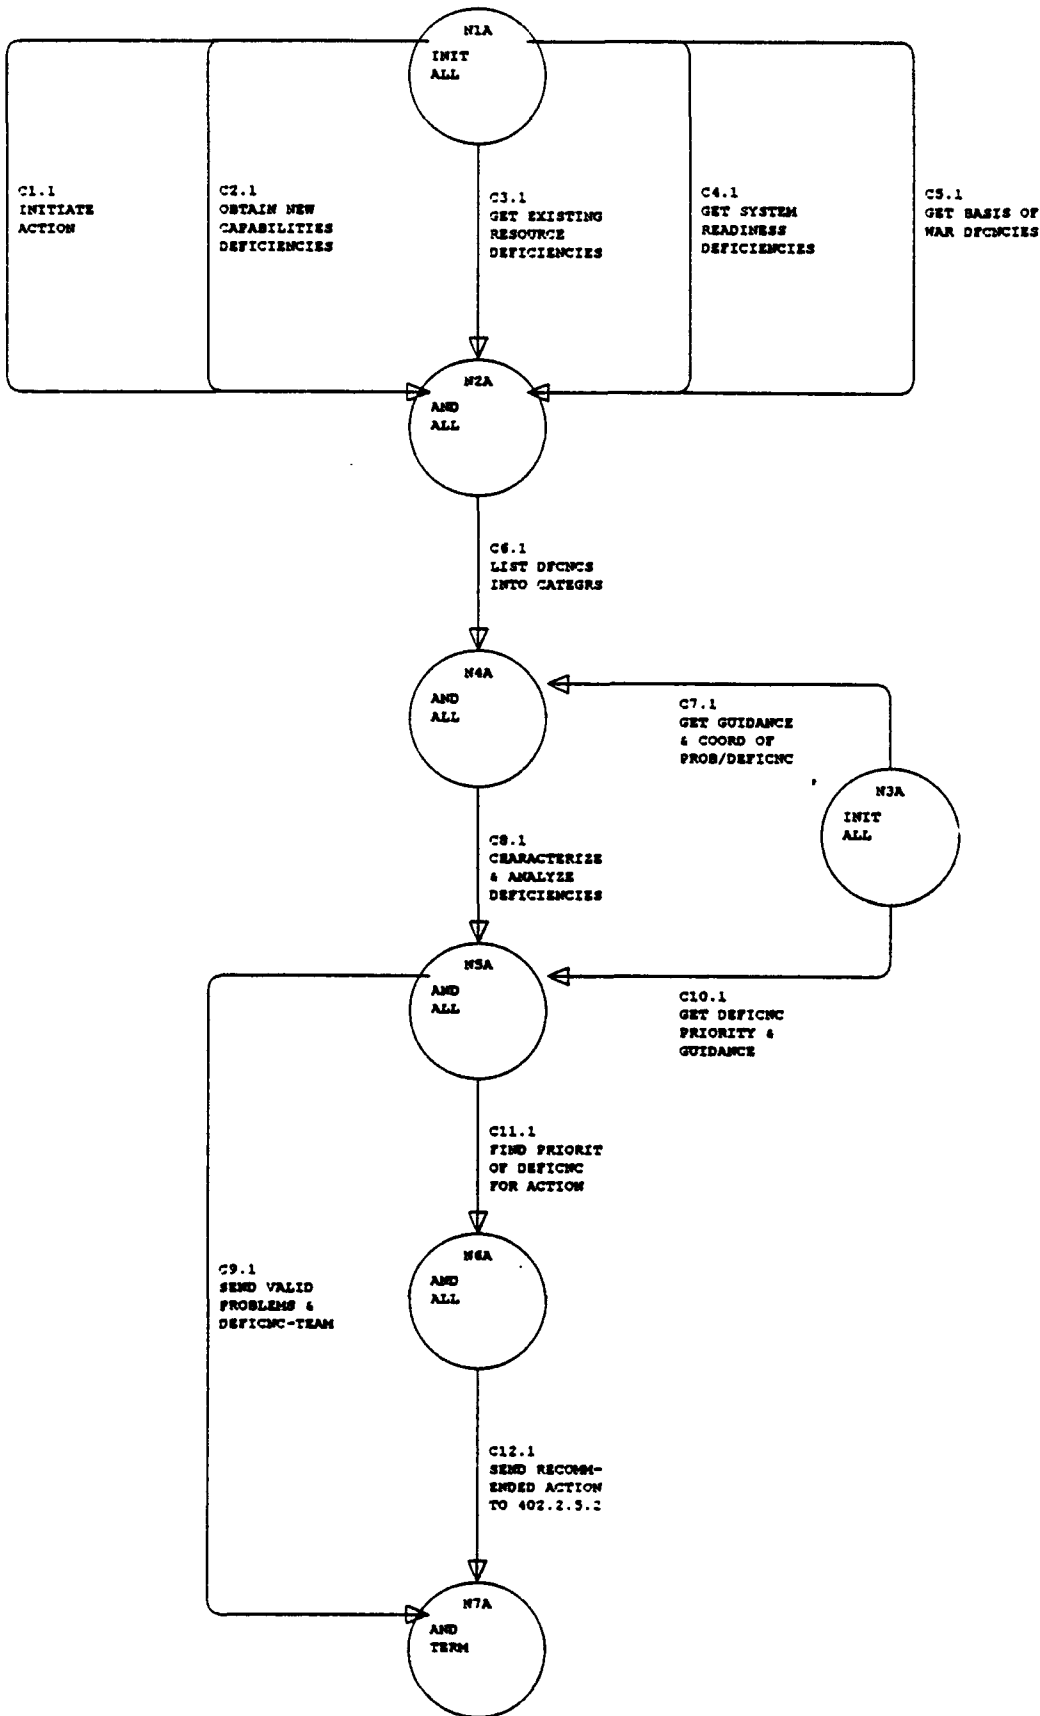 N1A
INIT
ALL
C1.1
INITIATE
ACTION
C2.1
OBTAIN NEW
CAPABILITIES
DEFICIENCIES
C3.1
GET EXISTING
RESOURCE
DEFICIENCIES
C4.1
GET SYSTEM
READINESS
DEFICIENCIES
C5.1
GET BASIS OF
WAR DFCNCIES
N2A
AND
ALL
C6.1
LIST DFCNCS
INTO CATEGRS
N4A
AND
ALL
C7.1
GET GUIDANCE
& COORD OF
PROB/DEFICNC
N3A
INIT
ALL
C8.1
CHARACTERIZE
& ANALYZE
DEFICIENCIES
N5A
AND
ALL
C10.1
GET DEFICNC
PRIORITY &
GUIDANCE
C11.1
FIND PRIORIT
OF DEFICNC
FOR ACTION
N6A
AND
ALL
C9.1
SEND VALID
PROBLEMS &
DEFICNC-TEAM
C12.1
SEND RECOMM-
ENDED ACTION
TO 402.2.5.2
N7A
AND
TERM